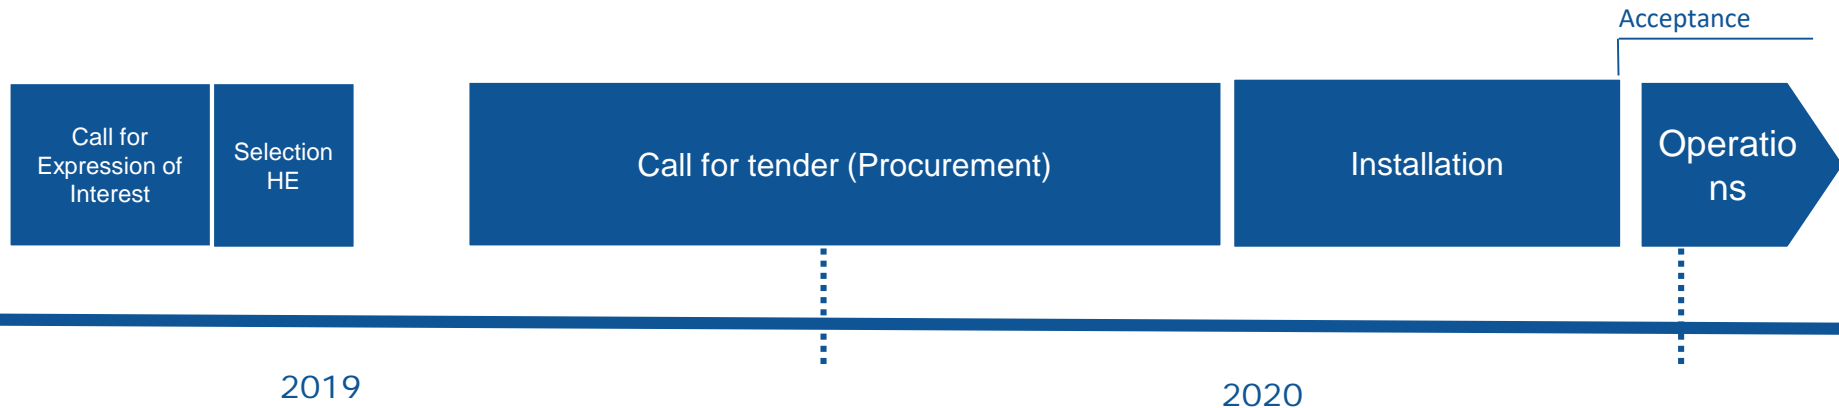 Acceptance
Call for
Expression of
Interest
Selection
HE
Call for tender (Procurement)
Installation
Operatio
ns
2019
2020